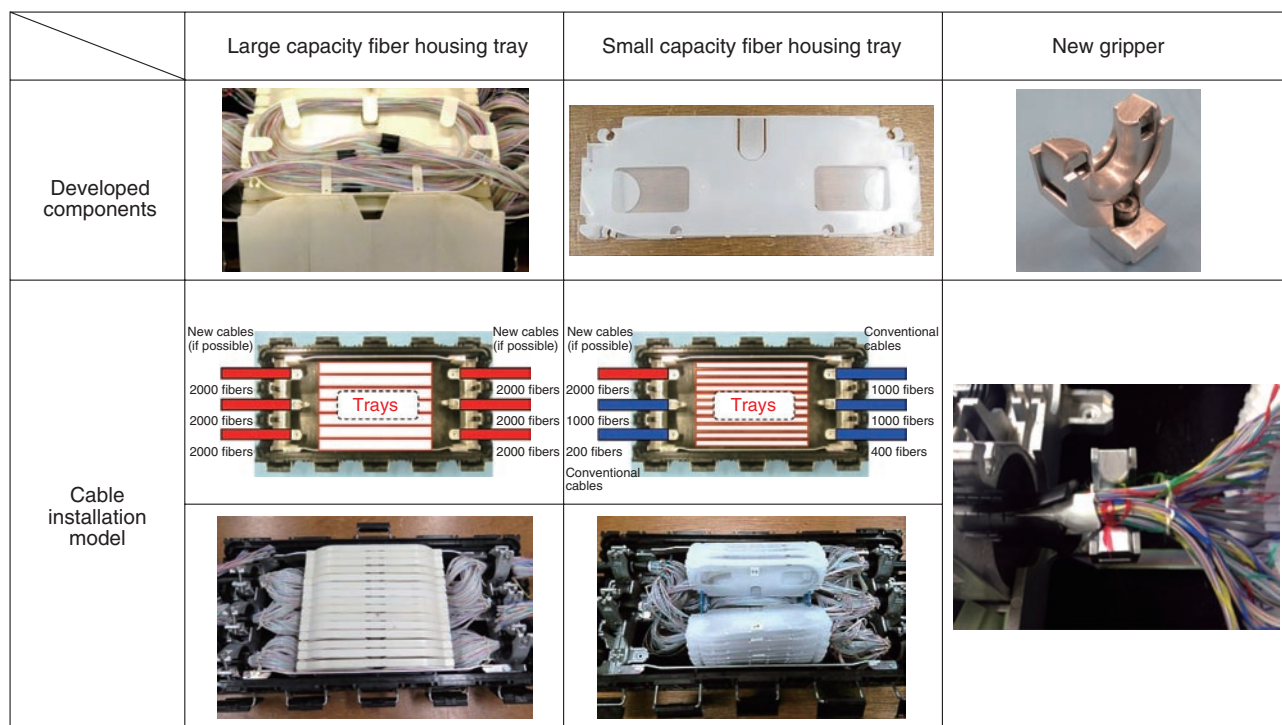 Large capacity fiber housing tray
Small capacity fiber housing tray
New gripper
Developed
components
Cable
installation
model
New cables
(if possible)
New cables
(if possible)
2000 fibers
2000 fibers
2000 fibers
2000 fibers
2000 fibers
2000 fibers
Trays
New cables
(if possible)
Conventional
cables
2000 fibers
1000 fibers
1000 fibers
1000 fibers
200 fibers
400 fibers
Trays
Conventional
cables